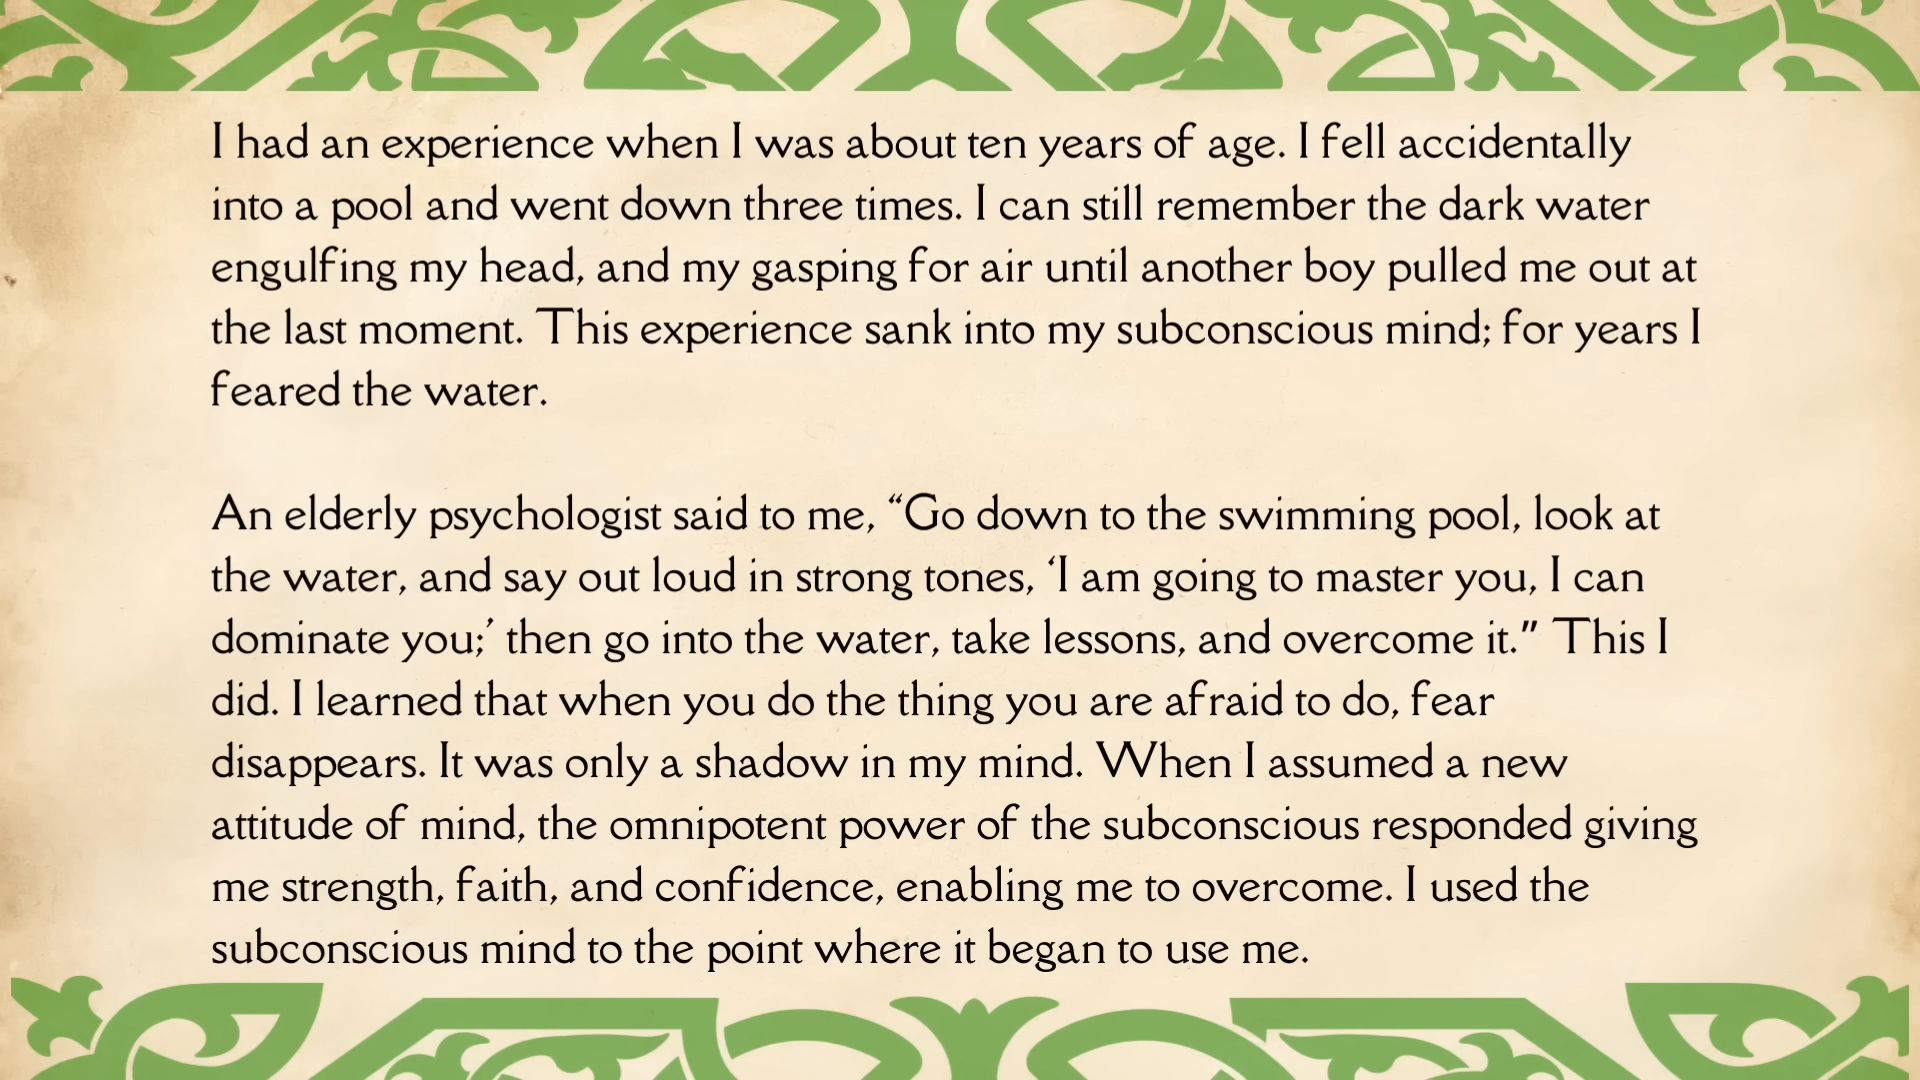 I had an experience when I was about ten years of age. I fell accidentally
into a pool and went down three times. I can still remember the dark water
engulfing my head, and my gasping for air until another boy pulled me out at
the last moment. This experience sank into my subconscious mind; for years I
feared the water.
An elderly psychologist said to me, “Go down to the swimming pool, look at
the water, and say out loud in strong tones, ‘I am going to master you, I can
dominate you;’ then go into the water, take lessons, and overcome it." This I
did. I learned that when you do the thing you are afraid to do, fear
disappears. It was only a shadow in my mind. When I assumed a new
attitude of mind, the omnipotent power of the subconscious responded giving
me strength, faith, and confidence, enabling me to overcome. I used the
subconscious mind to the point where it began to use me.